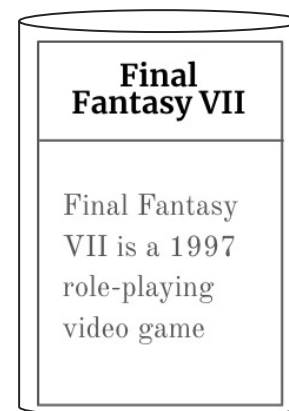 Final
Fantasy VII
Final Fantasy
VII is a 1997
role-playing
video game